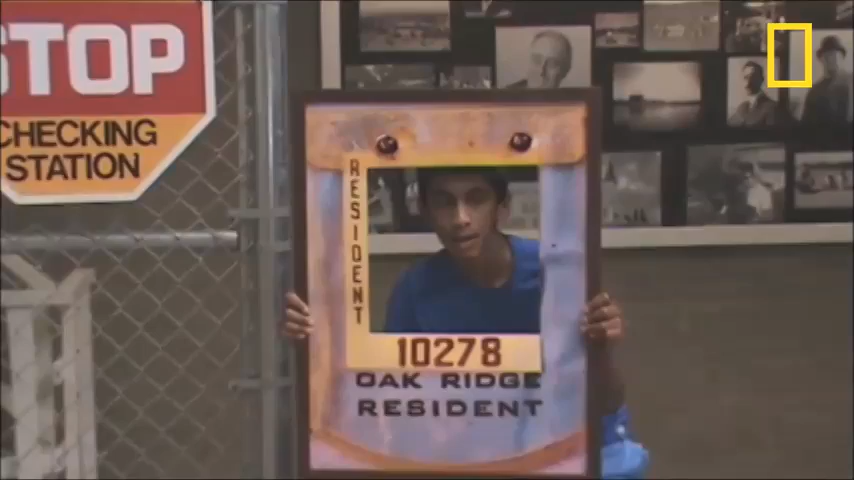 STOP
CHECKING
STATION
RESIDENT
10278
OAK RIDGE
RESIDENT